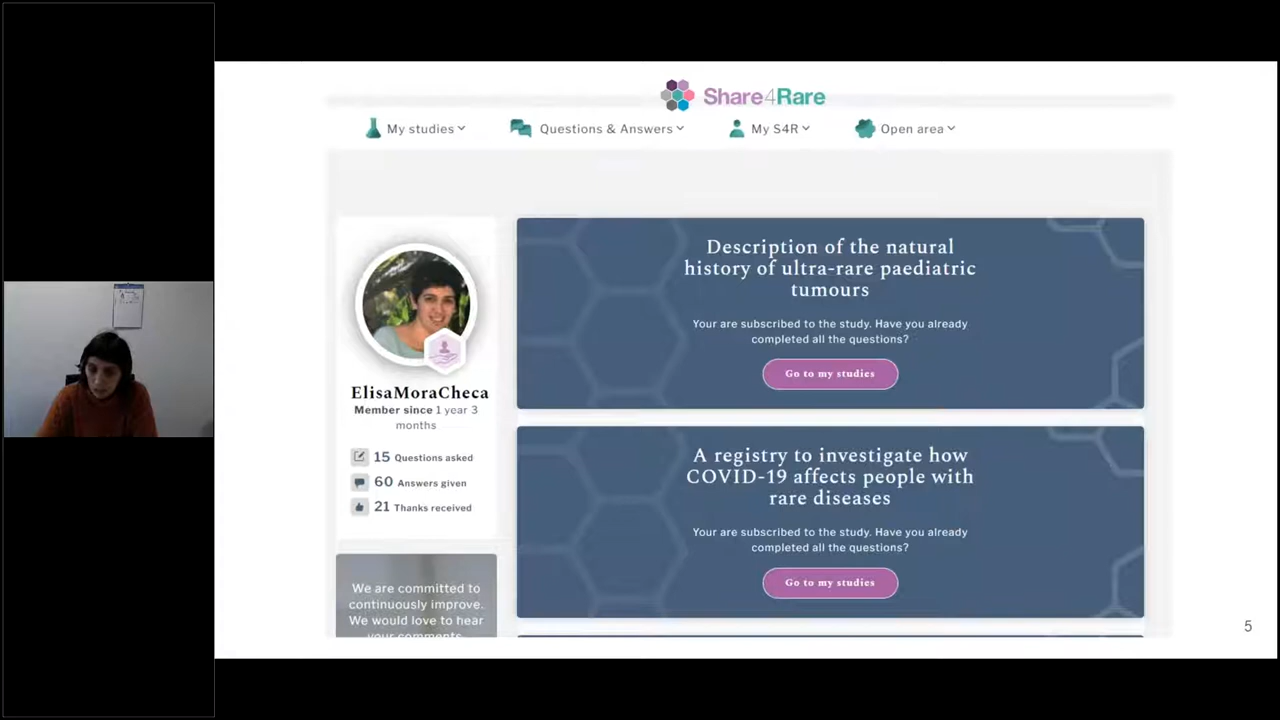 Share4Rare
My studies
Questions & Answers
My S4R
Open area
ElisaMoraCheca
Member since 1 year 3
months
15 Questions asked
60 Answers given
21 Thanks received
We are committed to
continuously improve.
We would love to hear
your comments
Description of the natural
history of ultra-rare paediatric
tumours
Your are subscribed to the study. Have you already
completed all the questions?
Go to my studies
A registry to investigate how
COVID-19 affects people with
rare diseases
Your are subscribed to the study. Have you already
completed all the questions?
Go to my studies
5